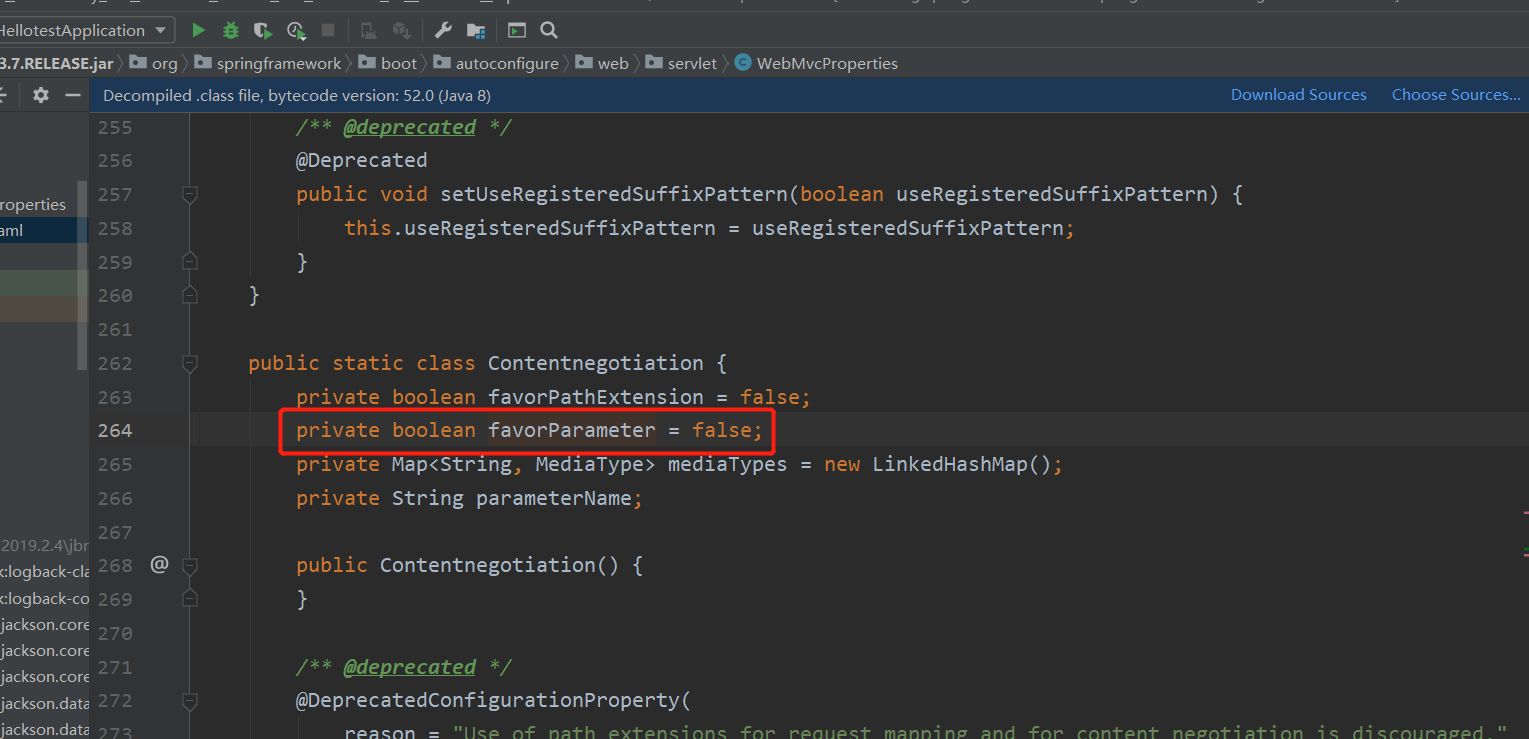 HellotestApplication
3.7.RELEASE.jar org springframework boot autoconfigure web servlet C WebMvcProperties
Decompiled .class file, bytecode version: 52.0 (Java 8) Download Sources Choose Sources...
255 /** @deprecated */
256 @Deprecated
257 public void setUseRegisteredSuffixPattern(boolean useRegisteredSuffixPattern) {
258 this.useRegisteredSuffixPattern = useRegisteredSuffixPattern;
259 }
260 }
261
262 public static class Contentnegotiation {
263 private boolean favorPathExtension = false;
264 private boolean favorParameter = false;
265 private Map<String, MediaType> mediaTypes = new LinkedHashMap();
266 private String parameterName;
267
268 @ public Contentnegotiation() {
269 }
270
271 /** @deprecated */
272 @DeprecatedConfigurationProperty(
273 reason = "Use of path extensions for request mapping and for content negotiation is discouraged."
roperties
aml
2019.2.4\jbr
k:logback-cla
k:logback-co
jackson.core
jackson.core
jackson.core
jackson.data
jackson.data